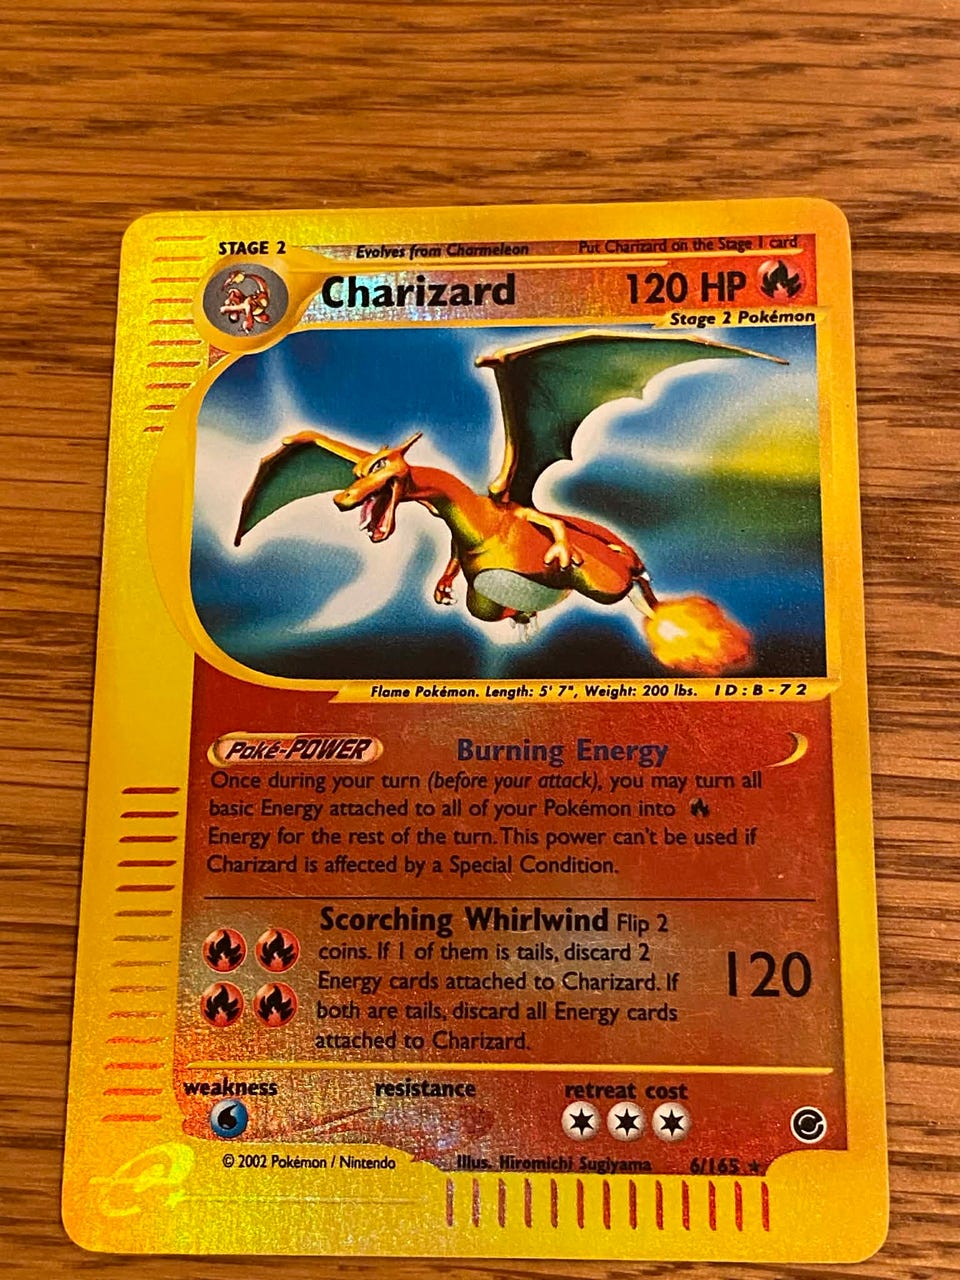 STAGE 2 Evolves from Charmeleon Put Charizard on the Stage 1 card
Charizard 120 HP
Stage 2 Pokémon
Flame Pokémon. Length: 5' 7", Weight: 200 lbs. ID:B-72
Poké-POWER Burning Energy
Once during your turn (before your attack), you may turn all
basic Energy attached to all of your Pokémon into
Energy for the rest of the turn. This power can't be used if
Charizard is affected by a Special Condition.
Scorching Whirlwind Flip 2
coins. If 1 of them is tails, discard 2
Energy cards attached to Charizard. If
both are tails, discard all Energy cards
attached to Charizard.
120
weakness resistance retreat cost
© 2002 Pokémon / Nintendo Illus. Hiromichi Sugiyama 6/165 ★
e